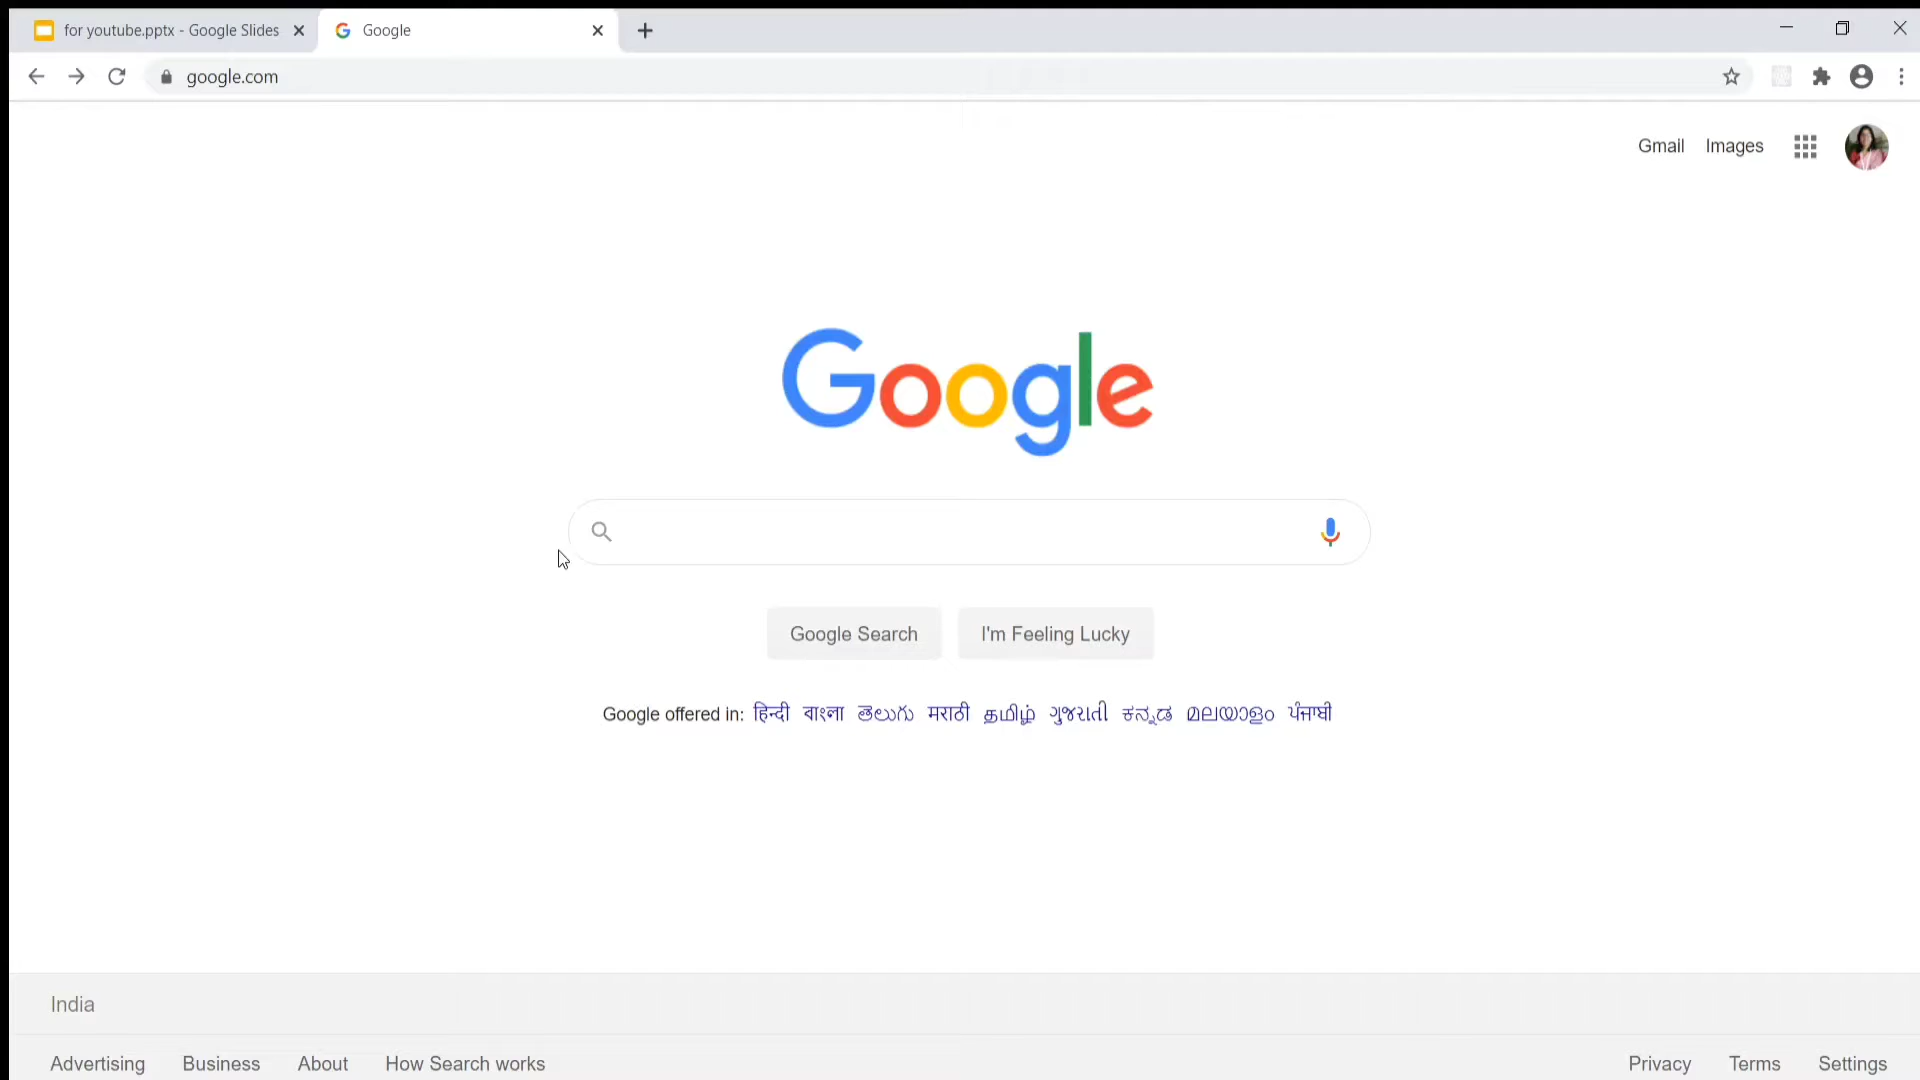 for youtube.pptx - Google Slides
Google
google.com
Gmail Images
Google
Google Search I'm Feeling Lucky
Google offered in: हिन्दी বাংলা తెలుగు मराठी தமிழ் ગુજરાતી ಕನ್ನಡ മലയാളം ਪੰਜਾਬੀ
India
Advertising Business About How Search works
Privacy Terms Settings